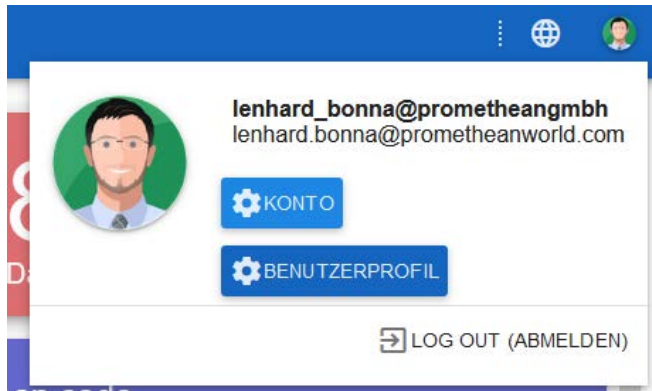 lenhard_bonna@prometheangmbh
lenhard.bonna@prometheanworld.com
KONTO
BENUTZERPROFIL
LOG OUT (ABMELDEN)